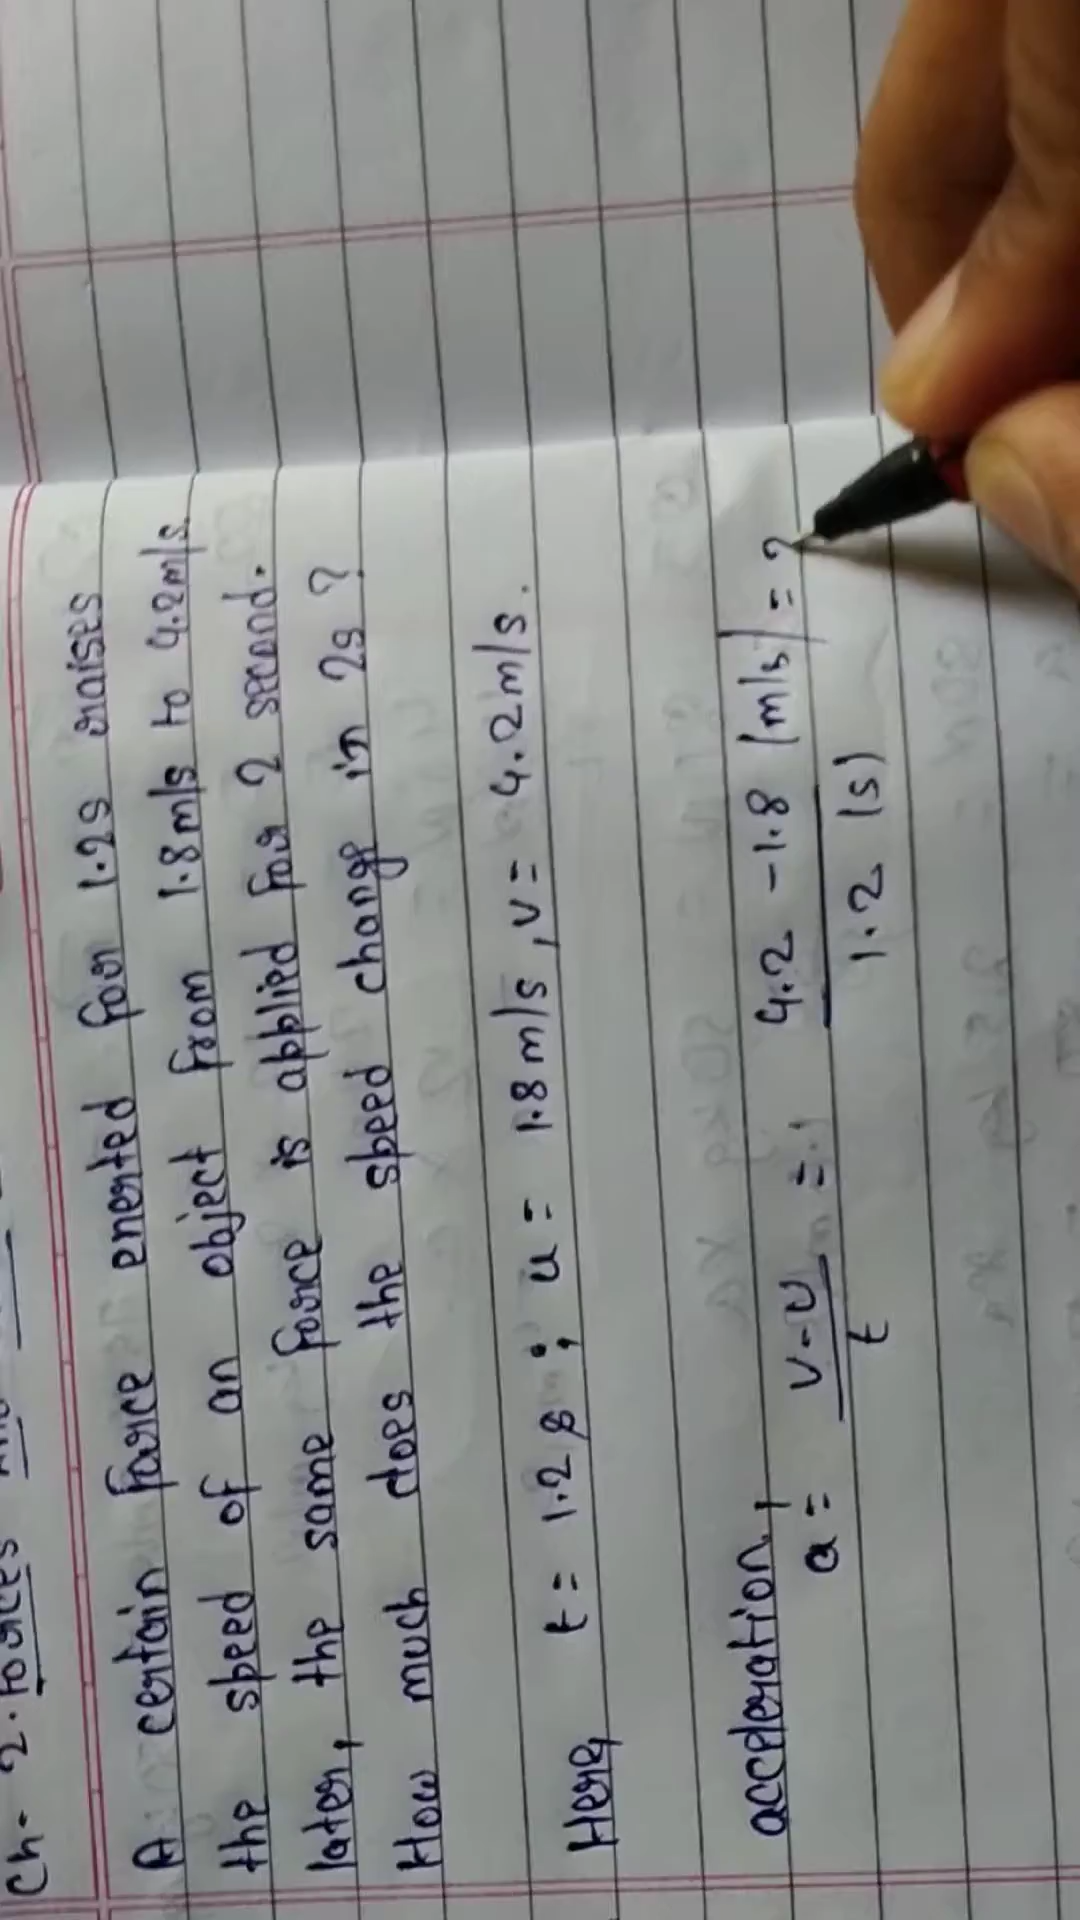 Ch- 2. Forces
A certain force exerted for 1.2s raises
the speed of an object from 1.8m/s to 4.2m/s.
later, the same force is applied for 2 second.
How much does the speed change in 2s ?
Here, t = 1.2 s ; u = 1.8 m/s , v = 4.2 m/s.
acceleration,
a = v-u/t = 4.2 - 1.8 (m/s)/1.2 (s) = 2